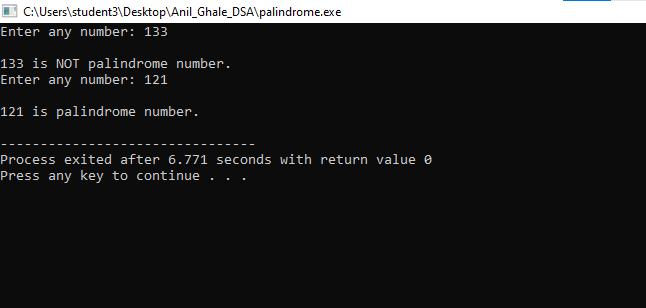 C:\Users\student3\Desktop\Anil_Ghale_DSA\palindrome.exe
Enter any number: 133
133 is NOT palindrome number.
Enter any number: 121
121 is palindrome number.
--------------------------------
Process exited after 6.771 seconds with return value 0
Press any key to continue . . .